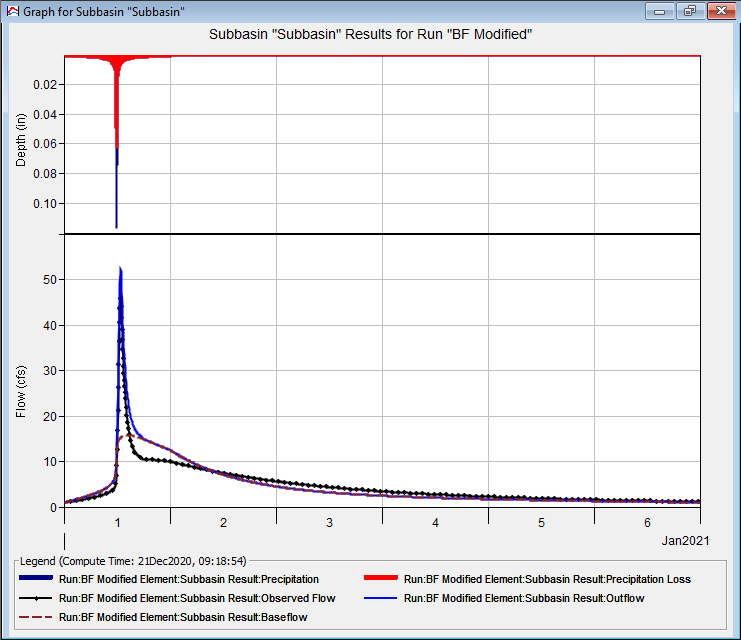 Graph for Subbasin "Subbasin"
Subbasin "Subbasin" Results for Run "BF Modified"
Depth (in)
0.02
0.04
0.06
0.08
0.10
Flow (cfs)
50
40
30
20
10
0
1 2 3 4 5 6
Jan2021
Legend (Compute Time: 21Dec2020, 09:18:54)
Run:BF Modified Element:Subbasin Result:Precipitation
Run:BF Modified Element:Subbasin Result:Precipitation Loss
Run:BF Modified Element:Subbasin Result:Observed Flow
Run:BF Modified Element:Subbasin Result:Outflow
Run:BF Modified Element:Subbasin Result:Baseflow